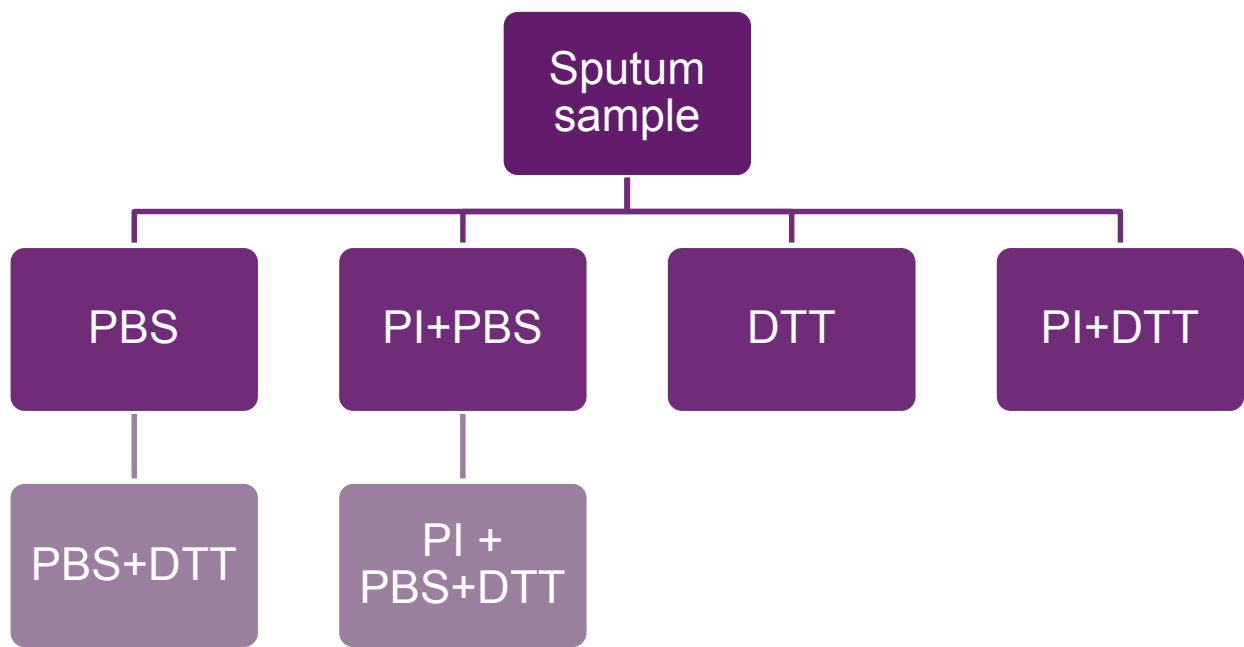 Sputum
sample
PBS
PI+PBS
DTT
PI+DTT
PBS+DTT
PI +
PBS+DTT